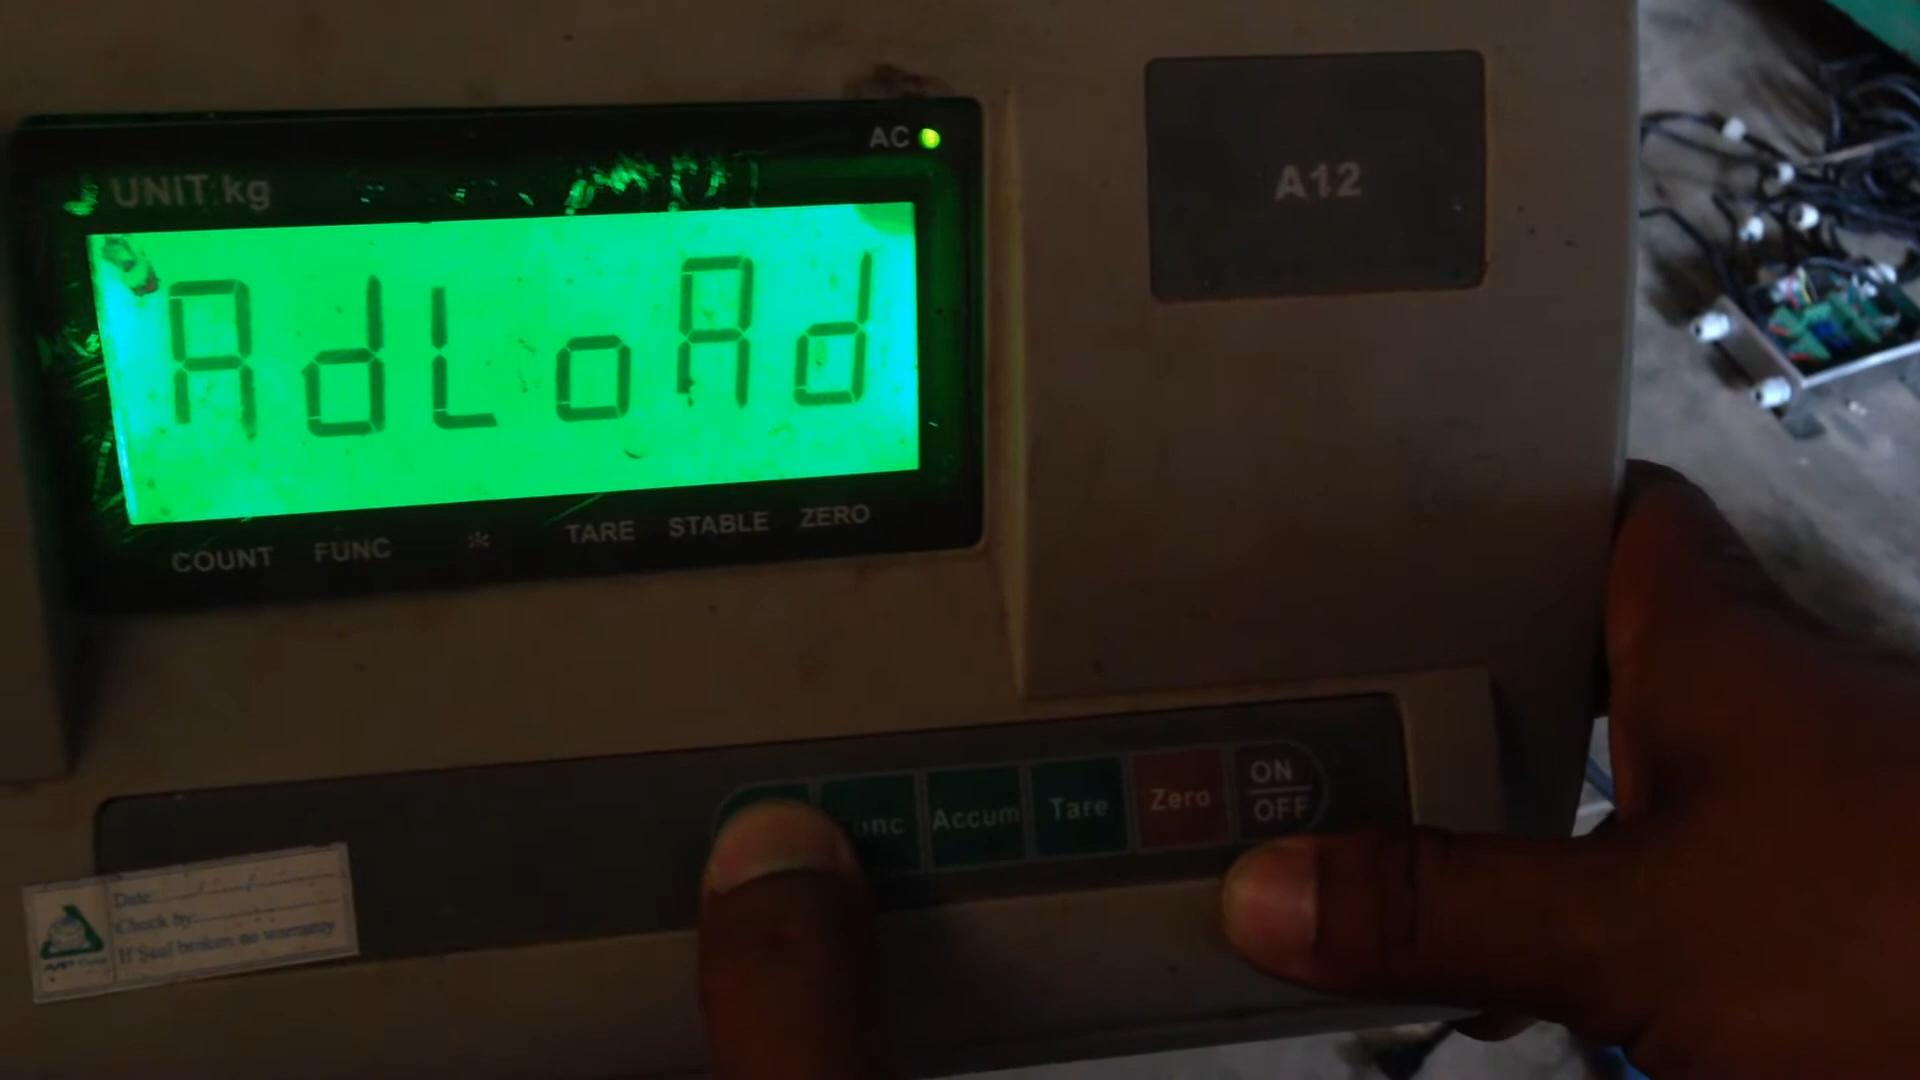 AC
UNIT kg
AdLoAd
COUNT FUNC * TARE STABLE ZERO
A12
Accum Tare Zero ON OFF
Date
Check by:
If Seal broken no warranty